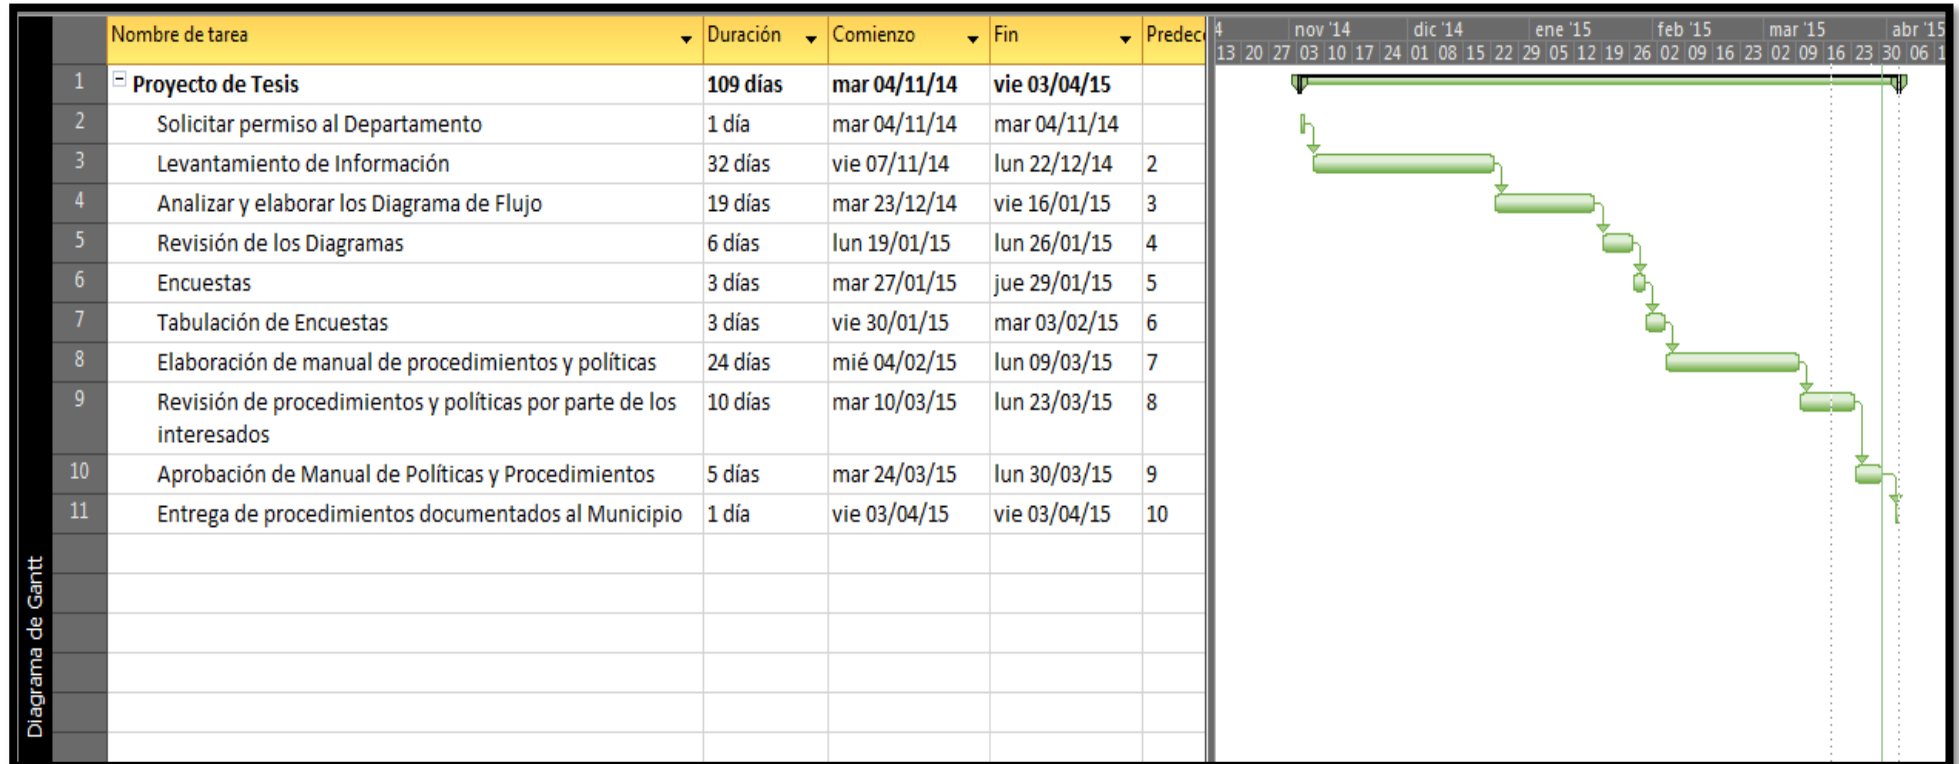 Nombre de tarea Duración Comienzo Fin Predec
4 nov '14 dic '14 ene '15 feb '15 mar '15 abr '15
13 20 27 03 10 17 24 01 08 15 22 29 05 12 19 26 02 09 16 23 02 09 16 23 30 06 1
1 Proyecto de Tesis 109 días mar 04/11/14 vie 03/04/15
2 Solicitar permiso al Departamento 1 día mar 04/11/14 mar 04/11/14
3 Levantamiento de Información 32 días vie 07/11/14 lun 22/12/14 2
4 Analizar y elaborar los Diagrama de Flujo 19 días mar 23/12/14 vie 16/01/15 3
5 Revisión de los Diagramas 6 días lun 19/01/15 lun 26/01/15 4
6 Encuestas 3 días mar 27/01/15 jue 29/01/15 5
7 Tabulación de Encuestas 3 días vie 30/01/15 mar 03/02/15 6
8 Elaboración de manual de procedimientos y políticas 24 días mié 04/02/15 lun 09/03/15 7
9 Revisión de procedimientos y políticas por parte de los 10 días mar 10/03/15 lun 23/03/15 8
interesados
10 Aprobación de Manual de Políticas y Procedimientos 5 días mar 24/03/15 lun 30/03/15 9
11 Entrega de procedimientos documentados al Municipio 1 día vie 03/04/15 vie 03/04/15 10
Diagrama de Gantt